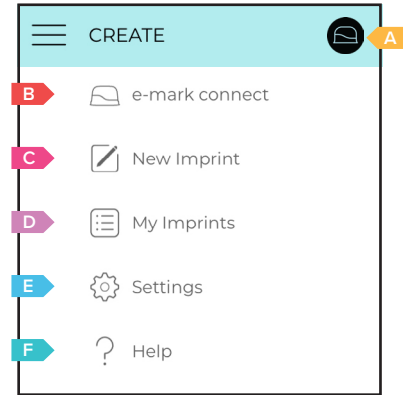 CREATE A
B e-mark connect
C New Imprint
D My Imprints
E Settings
F Help